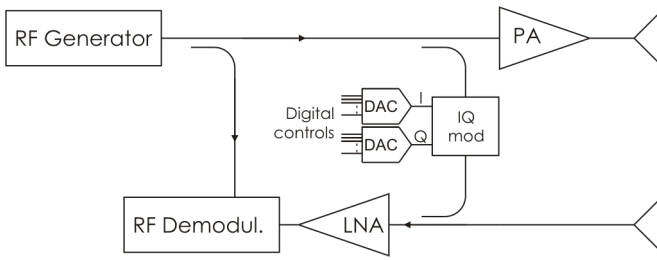 RF Generator
PA
Digital
controls
DAC
I
DAC
Q
IQ
mod
RF Demodul.
LNA